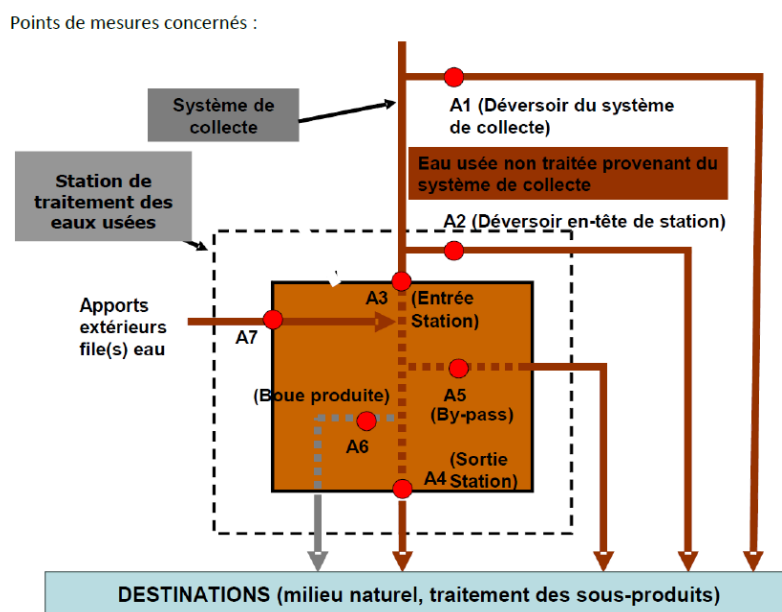 Points de mesures concernés :
Système de
collecte
A1 (Déversoir du système
de collecte)
Eau usée non traitée provenant du
système de collecte
Station de
traitement des
eaux usées
A2 (Déversoir en-tête de station)
A3
(Entrée
Station)
Apports
extérieurs
file(s) eau
A7
(Boue produite)
A6
A5
(By-pass)
(Sortie
Station)
A4
DESTINATIONS (milieu naturel, traitement des sous-produits)